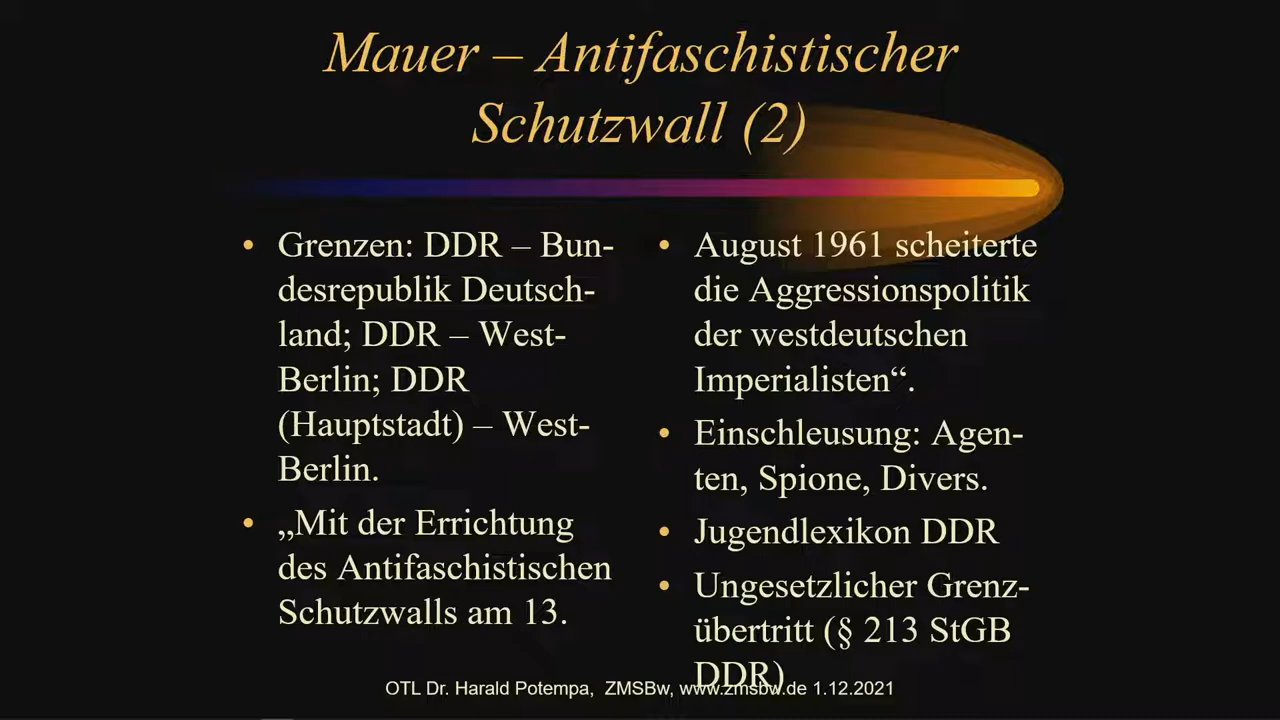 Mauer – Antifaschistischer
Schutzwall (2)
• Grenzen: DDR – Bun-
desrepublik Deutsch-
land; DDR – West-
Berlin; DDR
(Hauptstadt) – West-
Berlin.
• „Mit der Errichtung
des Antifaschistischen
Schutzwalls am 13.
• August 1961 scheiterte
die Aggressionspolitik
der westdeutschen
Imperialisten“.
• Einschleusung: Agen-
ten, Spione, Divers.
• Jugendlexikon DDR
• Ungesetzlicher Grenz-
übertritt (§ 213 StGB
DDR)
OTL Dr. Harald Potempa, ZMSBw, www.zmsbw.de 1.12.2021